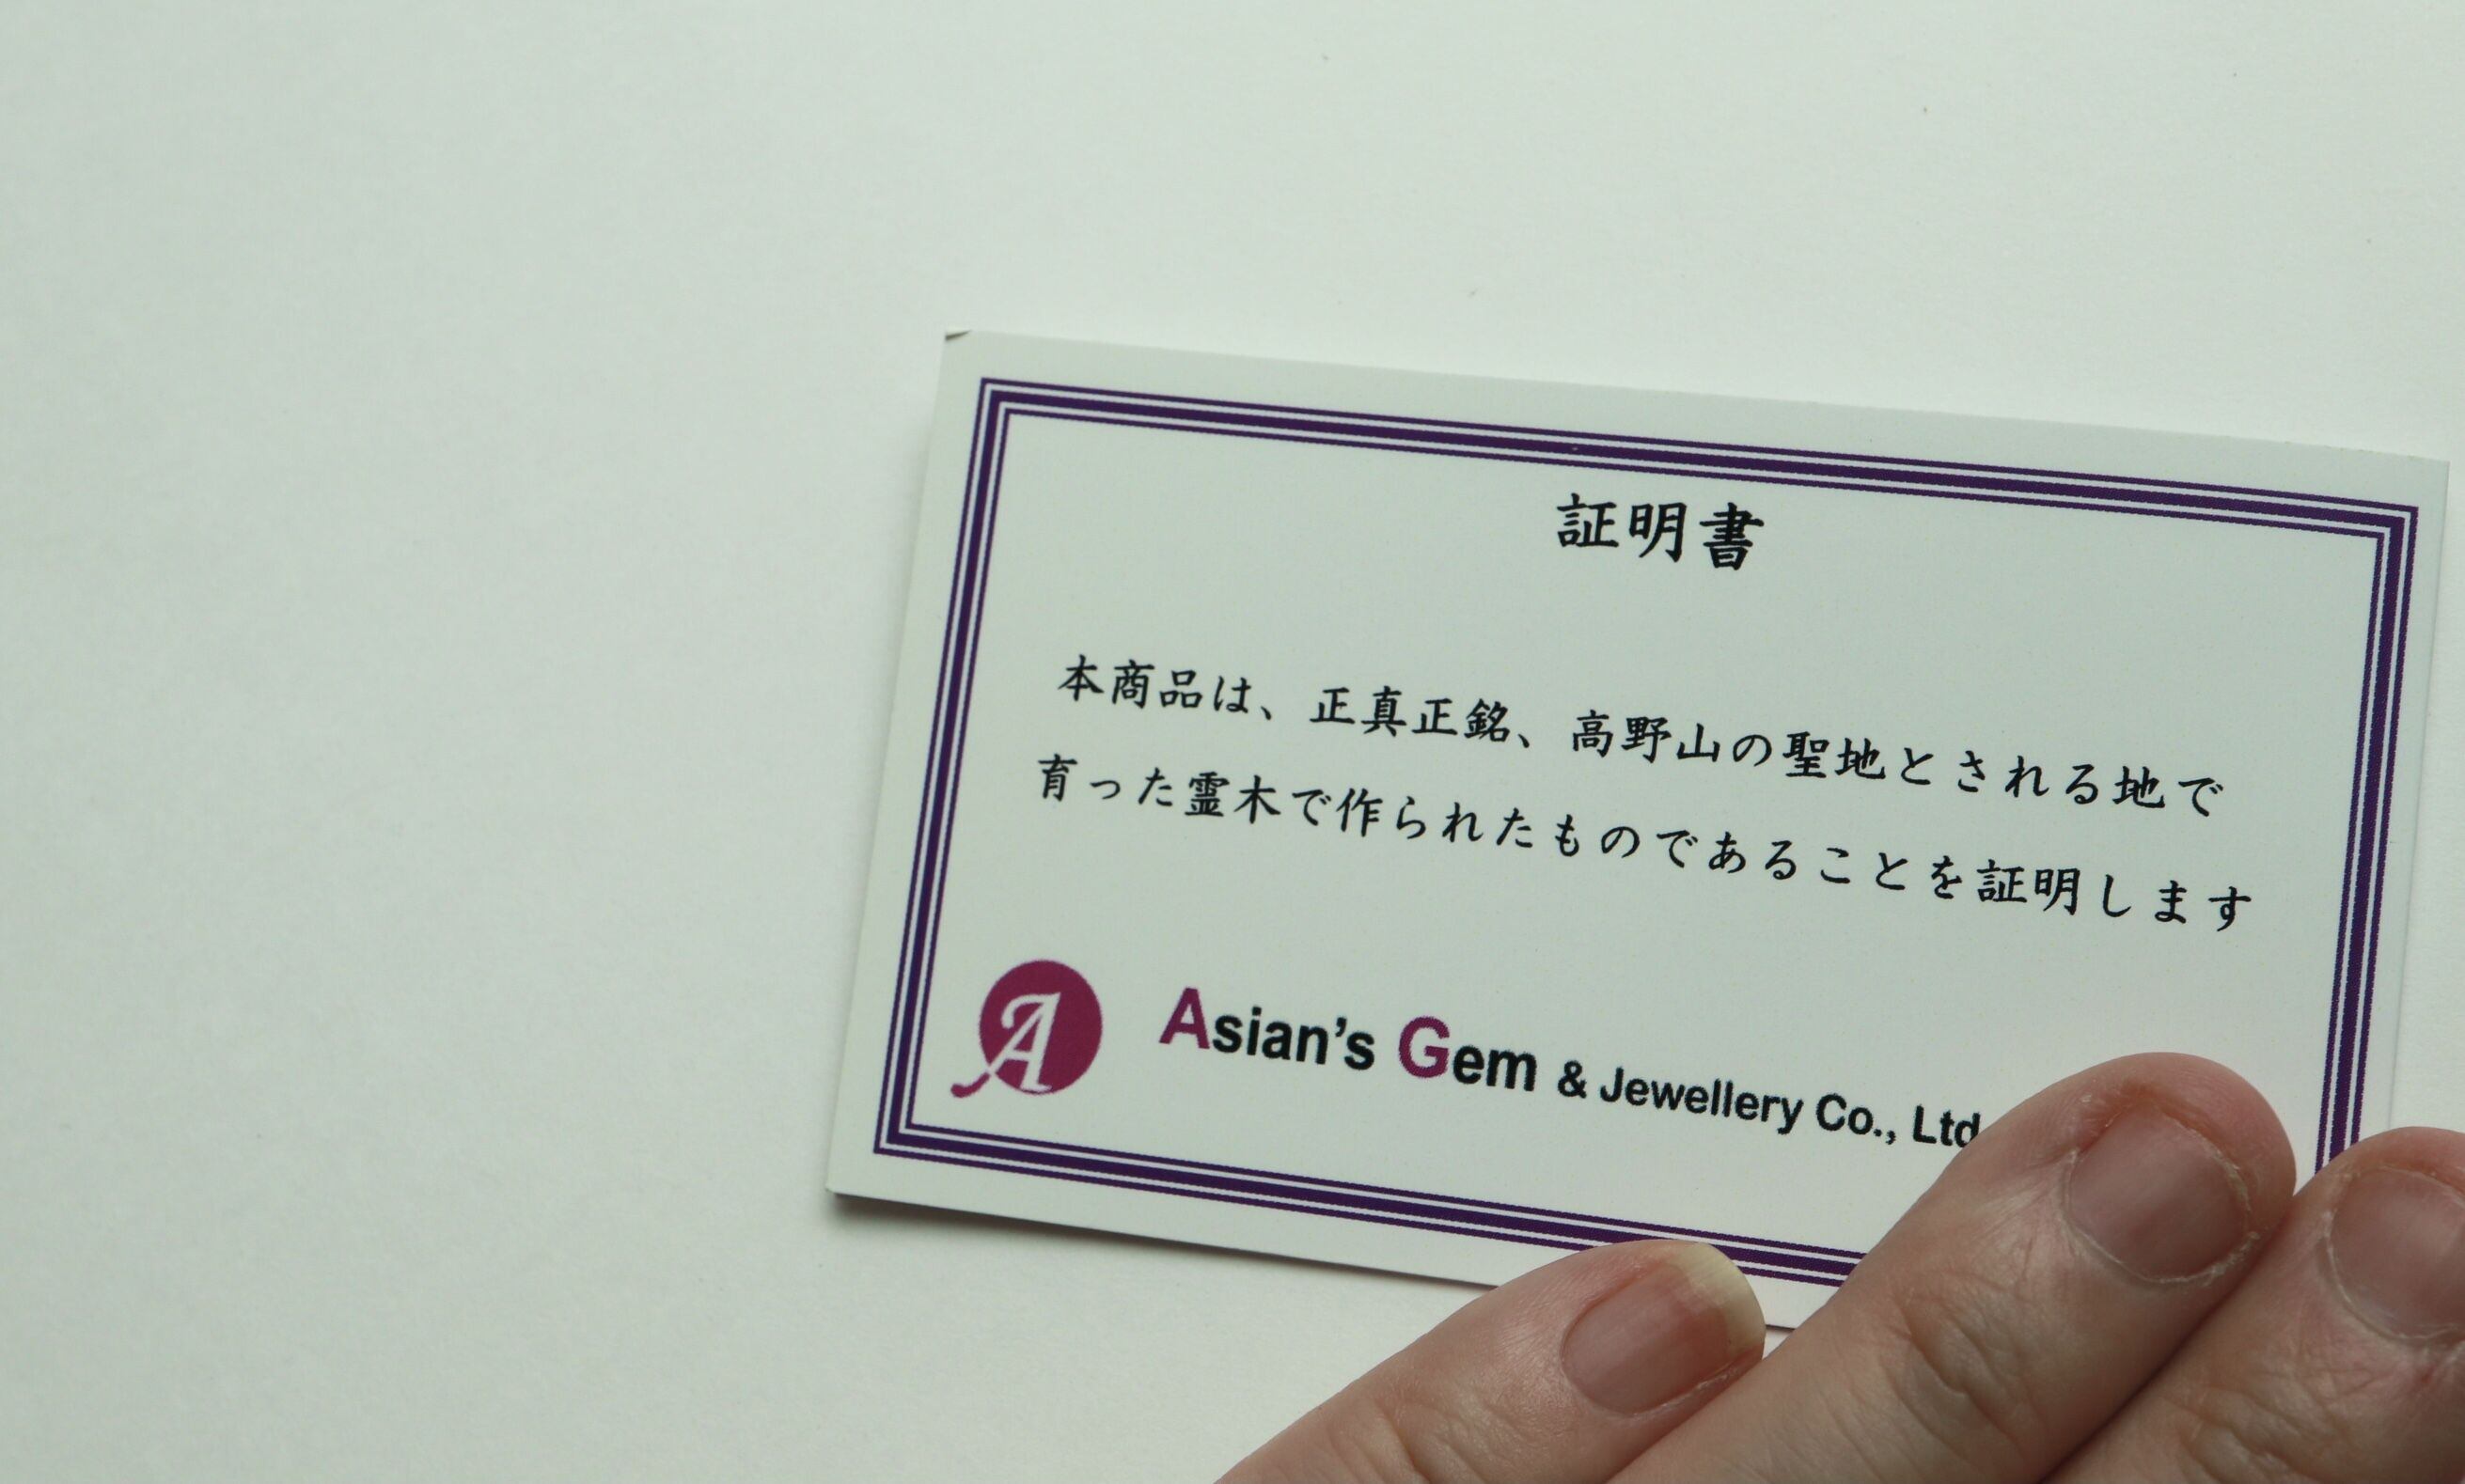 証明書
本商品は、正真正銘、高野山の聖地とされる地で
育った霊木で作られたものであることを証明します
A
Asian's Gem & Jewellery Co., Ltd